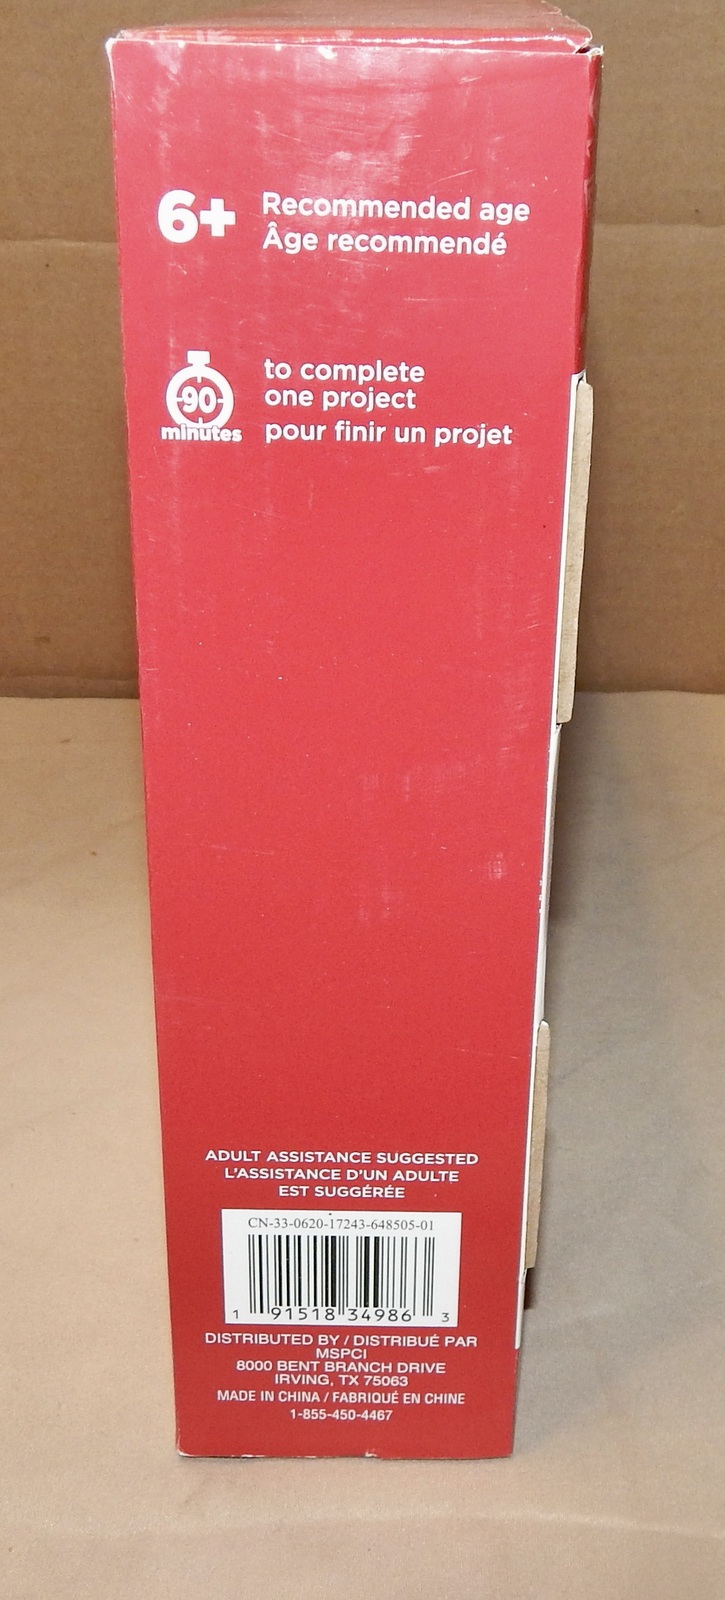 6+
Recommended age
Âge recommendé
90
minutes
to complete
one project
pour finir un projet
ADULT ASSISTANCE SUGGESTED
L'ASSISTANCE D'UN ADULTE
EST SUGGÉRÉE
CN-33-0620-17243-648505-01
1 91518 34986 3
DISTRIBUTED BY / DISTRIBUÉ PAR
MSPCI
8000 BENT BRANCH DRIVE
IRVING, TX 75063
MADE IN CHINA / FABRIQUÉ EN CHINE
1-855-450-4467